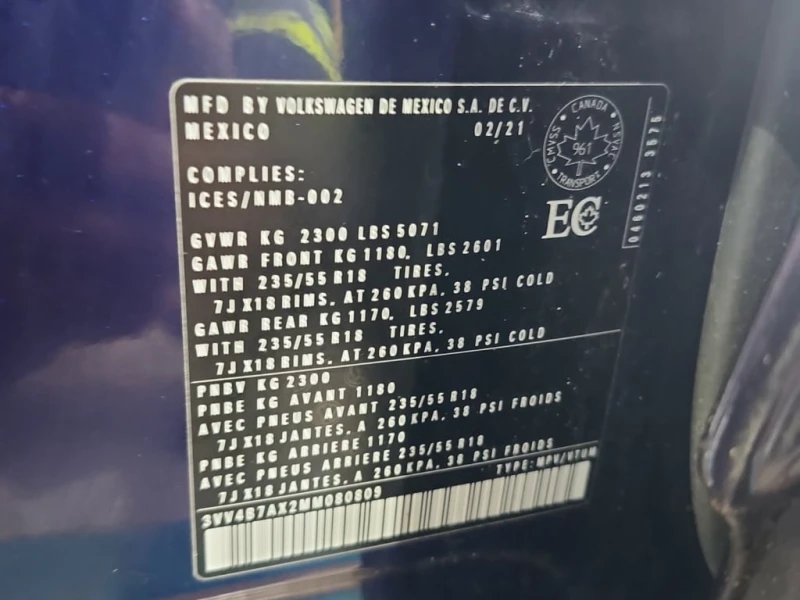 MFD BY VOLKSWAGEN DE MEXICO S.A. DE C.V.
MEXICO 02/21
CANADA
CMVSS NSVAC
961
TRANSPORT
COMPLIES:
ICES/NMB-002
EC
0400213 3575
GVWR KG 2300 LBS 5071
GAWR FRONT KG 1180, LBS 2601
WITH 235/55 R18 TIRES,
7J X18 RIMS, AT 260 KPA, 38 PSI COLD
GAWR REAR KG 1170, LBS 2579
WITH 235/55 R18 TIRES,
7J X18 RIMS, AT 260 KPA, 38 PSI COLD
PNBV KG 2300
PNBE KG AVANT 1180
AVEC PNEUS AVANT 235/55 R18
7J X18 JANTES, A 260 KPA, 38 PSI FROIDS
PNBE KG ARRIERE 1170
AVEC PNEUS ARRIERE 235/55 R18
7J X18 JANTES, A 260 KPA, 38 PSI FROIDS
3VV4B7AX2MM080809 TYPE: MPV/VTUM